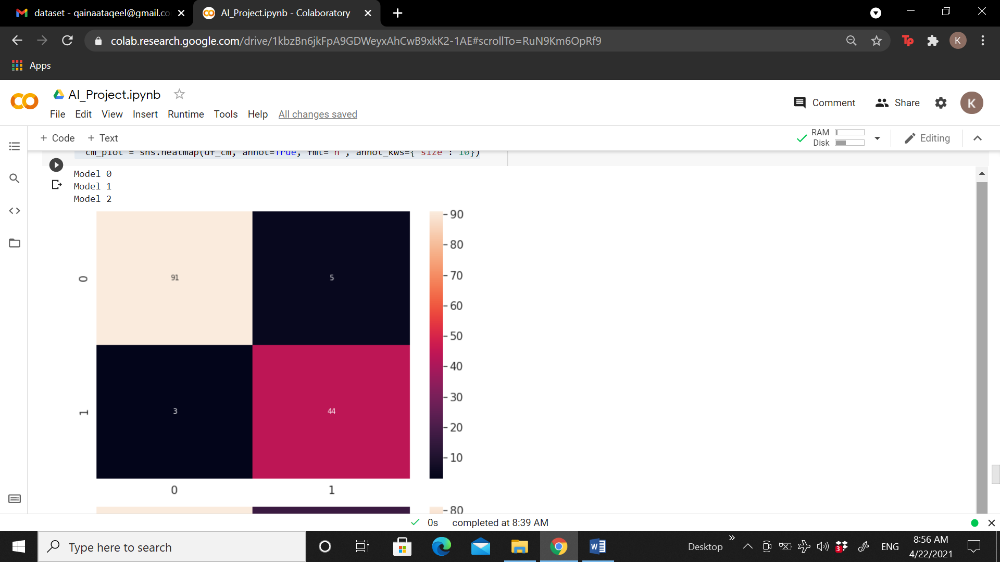 dataset - qainaataqeel@gmail.co
AI_Project.ipynb - Colaboratory
colab.research.google.com/drive/1kbzBn6jkFpA9GDWeyxAhCwB9xkK2-1AE#scrollTo=RuN9Km6OpRf9
Tp
K
Apps
AI_Project.ipynb
File Edit View Insert Runtime Tools Help All changes saved
Comment
Share
K
+ Code + Text
RAM
Disk
Editing
cm_plot = sns.heatmap(df_cm, annot=True, fmt='n', annot_kws={"size": 10})
Model 0
Model 1
Model 2
90
80
70
60
50
40
30
20
10
0
91
5
1
3
44
0 1
80
0s completed at 8:39 AM
Type here to search
W
Desktop
3
ENG
8:56 AM
4/22/2021